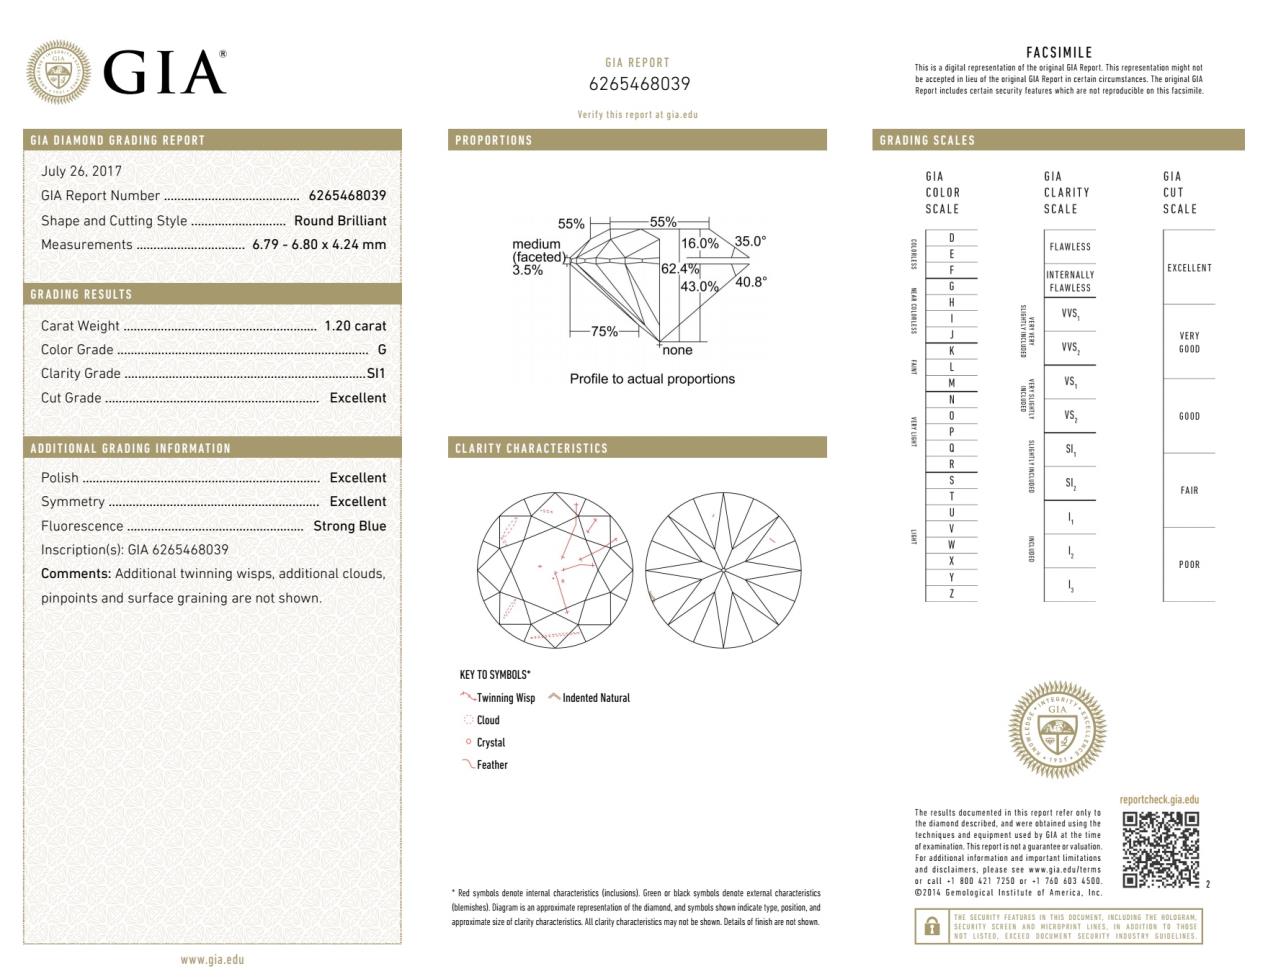 GIA®
GIA REPORT
6265468039
Verify this report at gia.edu
FACSIMILE
This is a digital representation of the original GIA Report. This representation might not
be accepted in lieu of the original GIA Report in certain circumstances. The original GIA
Report includes certain security features which are not reproducible on this facsimile.
GIA DIAMOND GRADING REPORT
July 26, 2017
GIA Report Number ........................................ 6265468039
Shape and Cutting Style ............................ Round Brilliant
Measurements ................................ 6.79 - 6.80 x 4.24 mm
GRADING RESULTS
Carat Weight .......................................................... 1.20 carat
Color Grade ........................................................................... G
Clarity Grade ........................................................................SI1
Cut Grade ................................................................ Excellent
ADDITIONAL GRADING INFORMATION
Polish ....................................................................... Excellent
Symmetry ............................................................... Excellent
Fluorescence ..................................................... Strong Blue
Inscription(s): GIA 6265468039
Comments: Additional twinning wisps, additional clouds,
pinpoints and surface graining are not shown.
www.gia.edu
PROPORTIONS
55%
55%
medium
(faceted)
3.5%
16.0%
35.0°
62.4%
43.0%
40.8°
75%
none
Profile to actual proportions
CLARITY CHARACTERISTICS
KEY TO SYMBOLS*
Twinning Wisp
Indented Natural
Cloud
Crystal
Feather
* Red symbols denote internal characteristics (inclusions). Green or black symbols denote external characteristics
(blemishes). Diagram is an approximate representation of the diamond, and symbols shown indicate type, position, and
approximate size of clarity characteristics. All clarity characteristics may not be shown. Details of finish are not shown.
GRADING SCALES
GIA
COLOR
SCALE
COLORLESS
D
E
F
NEAR COLORLESS
G
H
I
J
FAINT
K
L
M
VERY LIGHT
N
O
P
Q
R
LIGHT
S
T
U
V
W
X
Y
Z
GIA
CLARITY
SCALE
FLAWLESS
INTERNALLY
FLAWLESS
VERY VERY
SLIGHTLY INCLUDED
VVS1
VVS2
VERY SLIGHTLY
INCLUDED
VS1
VS2
SLIGHTLY INCLUDED
SI1
SI2
INCLUDED
I1
I2
I3
GIA
CUT
SCALE
EXCELLENT
VERY
GOOD
GOOD
FAIR
POOR
INTEGRITY • EXCELLENCE • 1931 • KNOWLEDGE
GIA
reportcheck.gia.edu
The results documented in this report refer only to
the diamond described, and were obtained using the
techniques and equipment used by GIA at the time
of examination. This report is not a guarantee or valuation.
For additional information and important limitations
and disclaimers, please see www.gia.edu/terms
or call +1 800 421 7250 or +1 760 603 4500.
©2014 Gemological Institute of America, Inc.
2
THE SECURITY FEATURES IN THIS DOCUMENT, INCLUDING THE HOLOGRAM,
SECURITY SCREEN AND MICROPRINT LINES, IN ADDITION TO THOSE
NOT LISTED, EXCEED DOCUMENT SECURITY INDUSTRY GUIDELINES.